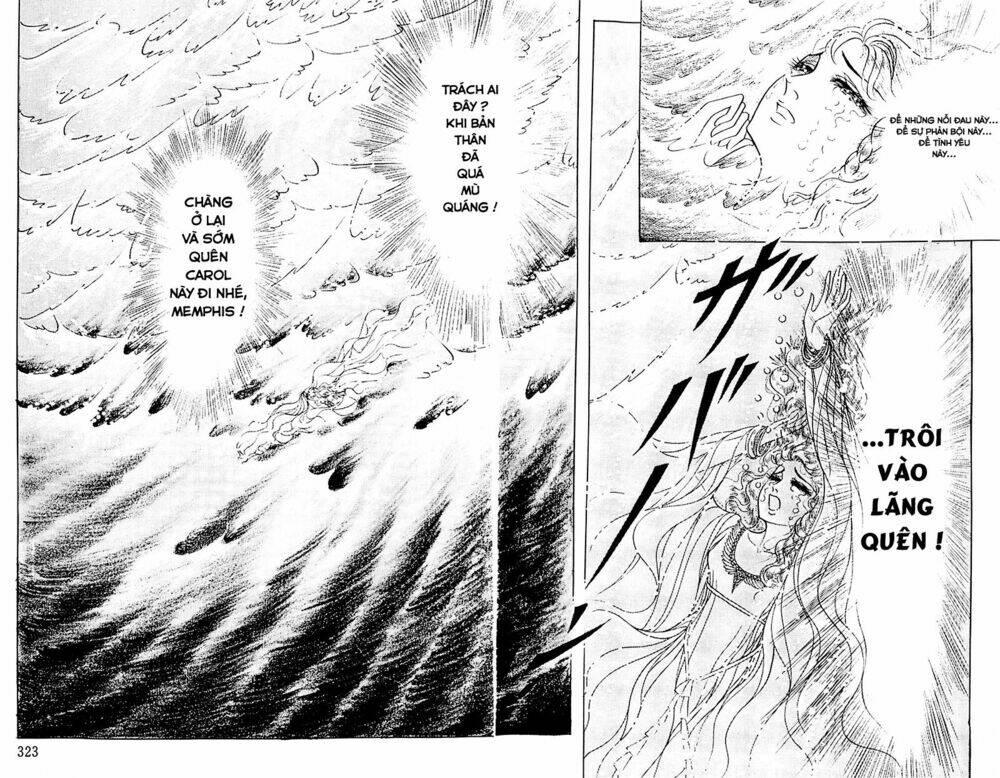 ĐỂ NHỮNG NỖI ĐAU NÀY...
ĐỂ SỰ PHẢN BỘI NÀY...
ĐỂ TÌNH YÊU
NÀY...
ザバーン
...TRÔI
VÀO
LÃNG
QUÊN !
TRÁCH AI
ĐÂY ?
KHI BẢN
THÂN
ĐÃ
QUÁ
MÙ
QUÁNG !
CHÀNG
Ở LẠI
VÀ SỚM
QUÊN
CAROL
NÀY ĐI NHÉ,
MEMPHIS !
323